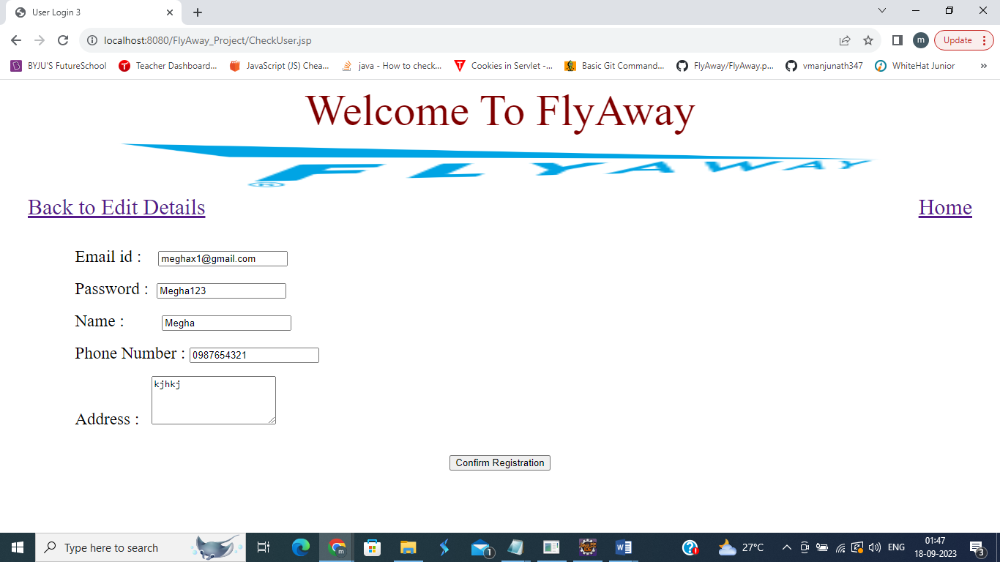 User Login 3
localhost:8080/FlyAway_Project/CheckUser.jsp
m
Update
BYJU'S FutureSchool
Teacher Dashboard...
JavaScript (JS) Chea...
java - How to check...
Cookies in Servlet -...
Basic Git Command...
FlyAway/FlyAway.p...
vmanjunath347
WhiteHat Junior
»
Welcome To FlyAway
FLYAWAY
®
Back to Edit Details
Home
Email id : meghax1@gmail.com
Password : Megha123
Name : Megha
Phone Number : 0987654321
Address : kjhkj
Confirm Registration
Type here to search
m
1
27°C
ENG
01:47
18-09-2023
3